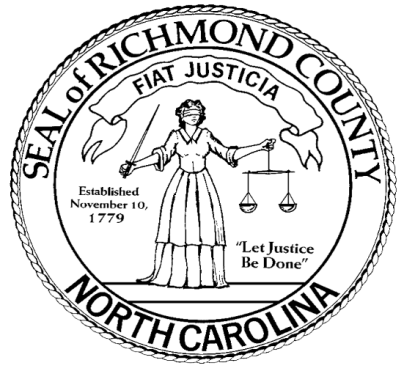 SEAL of RICHMOND COUNTY
FIAT JUSTICIA
Established
November 10,
1779
"Let Justice
Be Done"
NORTH CAROLINA